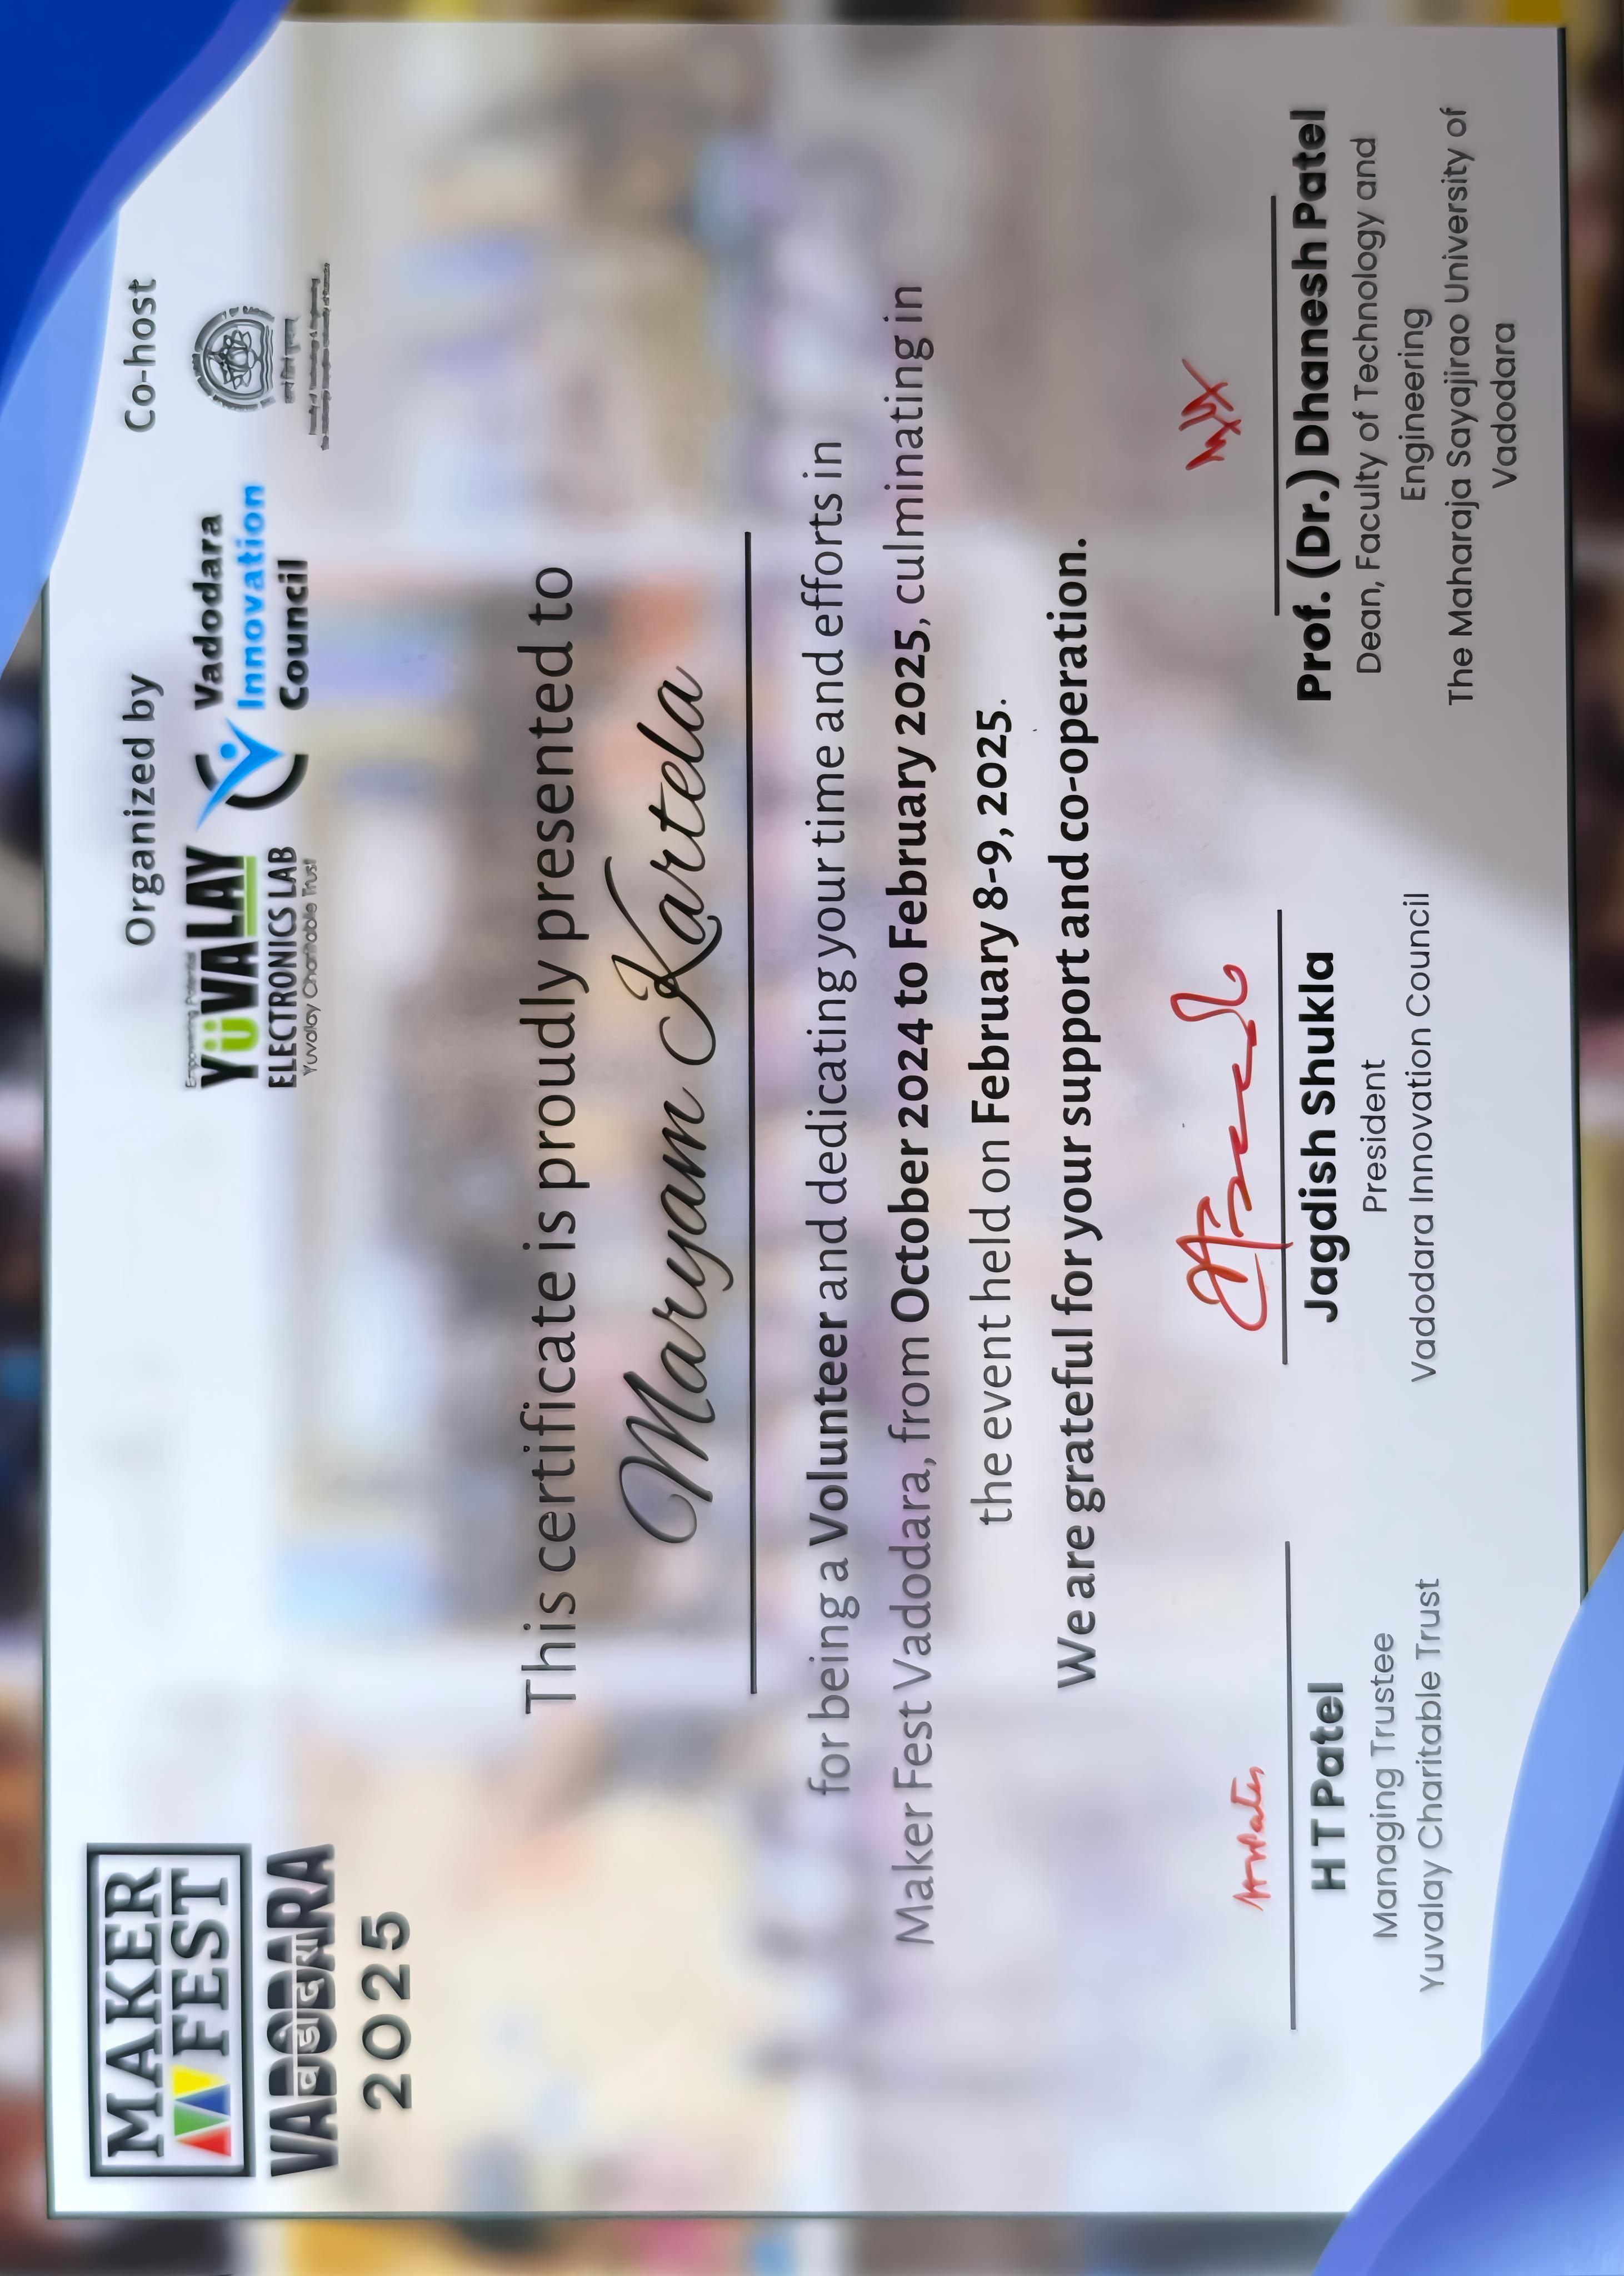 MAKER
FEST
VADODARA
वडोदरा
2025
Organized by
Empowering Potential
YUVALAY
ELECTRONICS LAB
Yuvalay Charitable Trust
Vadodara
Innovation
Council
Co-host
This certificate is proudly presented to
Maryam Kartela
for being a Volunteer and dedicating your time and efforts in
Maker Fest Vadodara, from October 2024 to February 2025, culminating in
the event held on February 8-9, 2025.
We are grateful for your support and co-operation.
H T Patel
Managing Trustee
Yuvalay Charitable Trust
Jagdish Shukla
President
Vadodara Innovation Council
Prof. (Dr.) Dhanesh Patel
Dean, Faculty of Technology and
Engineering
The Maharaja Sayajirao University of
Vadodara